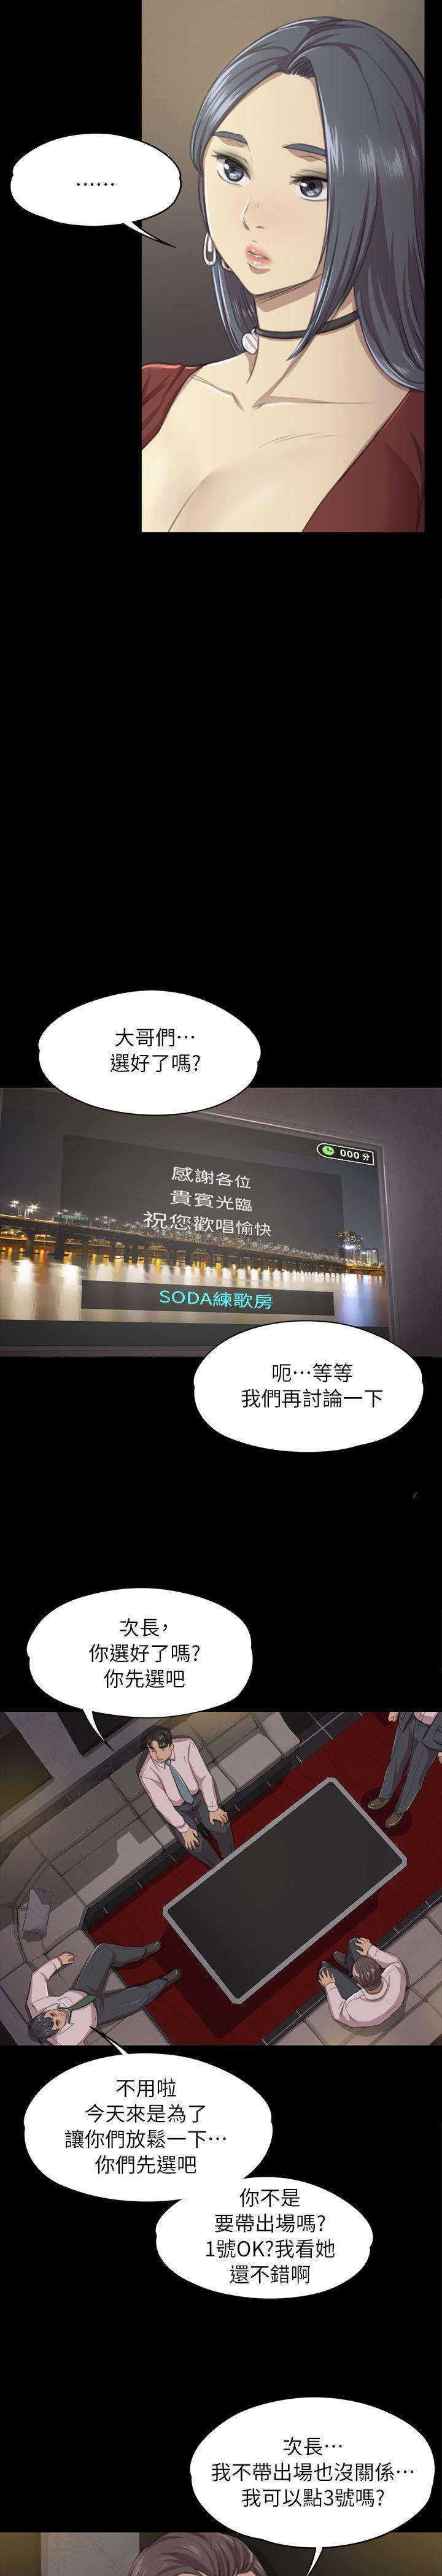 ……
大哥們…
選好了嗎?
000 分
感謝各位
貴賓光臨
祝您歡唱愉快
SODA練歌房
呃…等等
我們再討論一下
次長,
你選好了嗎?
你先選吧
不用啦
今天來是為了
讓你們放鬆一下…
你們先選吧
你不是
要帶出場嗎?
1號OK?我看她
還不錯啊
次長…
我不帶出場也沒關係…
我可以點3號嗎?